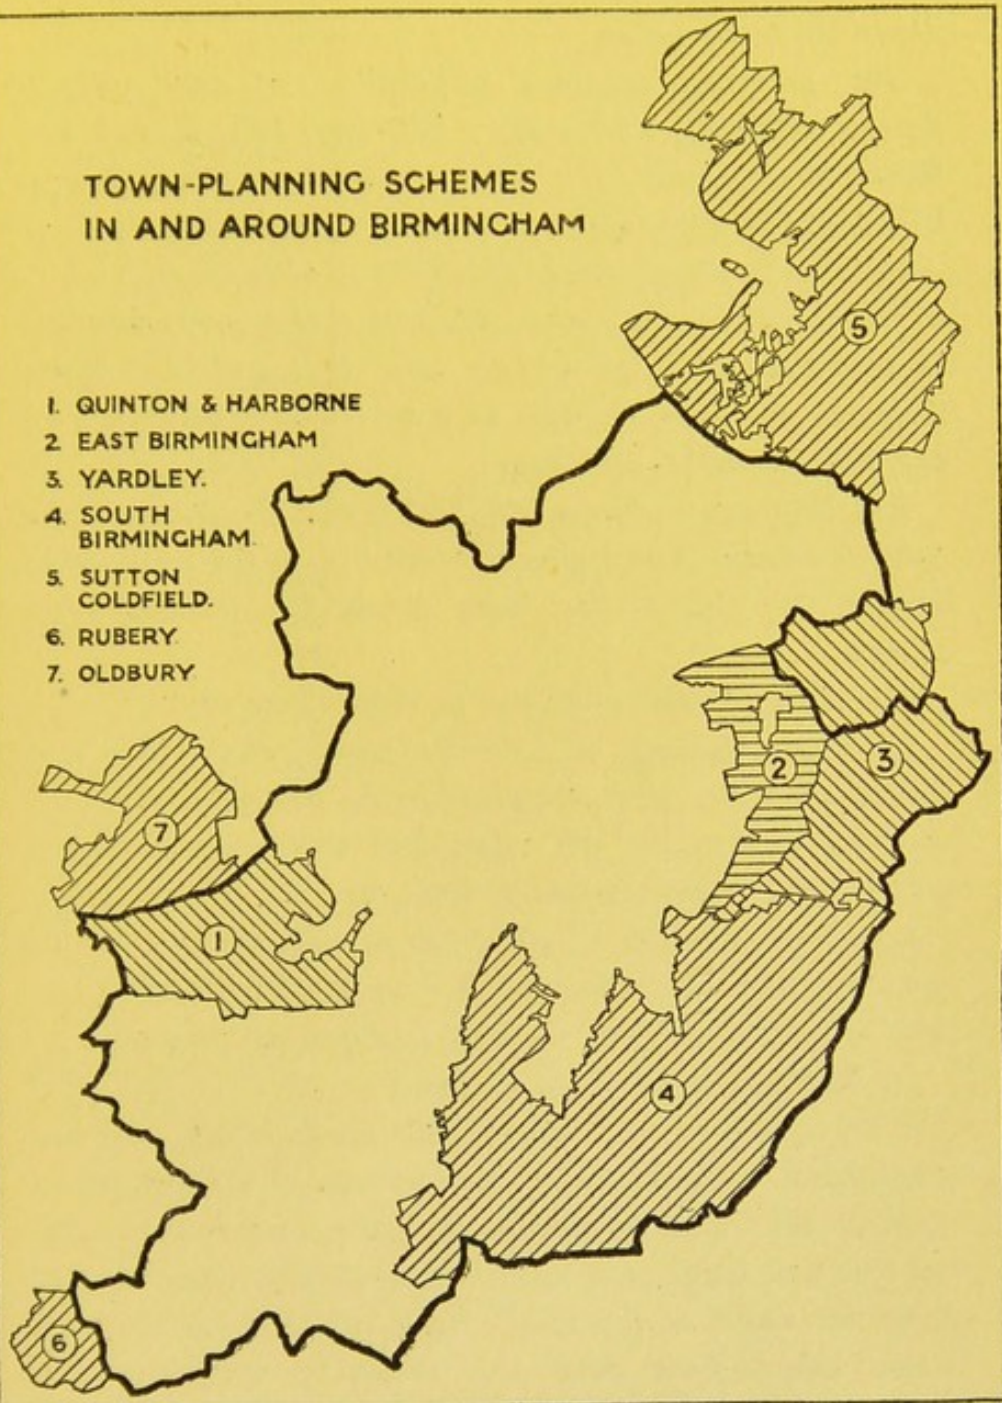 TOWN-PLANNING SCHEMES
IN AND AROUND BIRMINGHAM
1. QUINTON & HARBORNE
2. EAST BIRMINGHAM
3. YARDLEY.
4. SOUTH
BIRMINGHAM.
5. SUTTON
COLDFIELD.
6. RUBERY.
7. OLDBURY
5
2
3
7
1
4
6